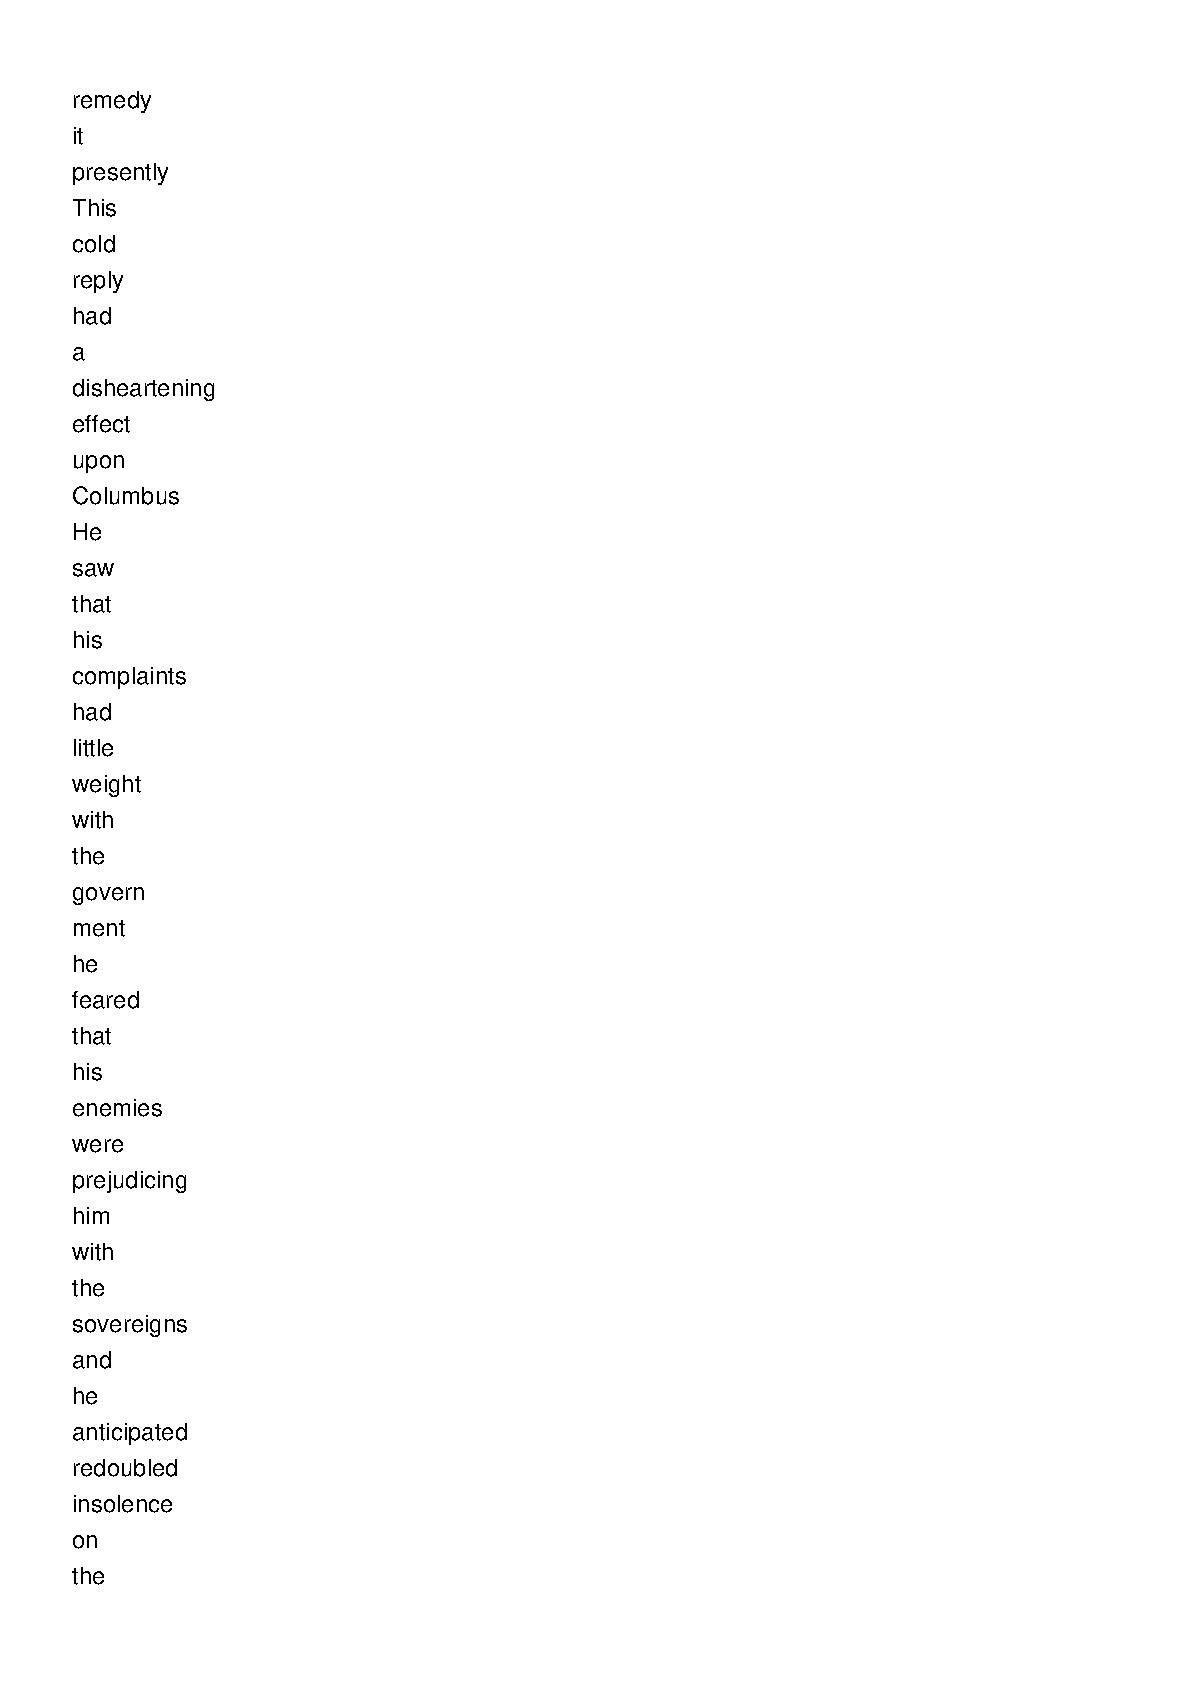 remedy
it
presently
This
cold
reply
had
a
disheartening
effect
upon
Columbus
He
saw
that
his
complaints
had
little
weight
with
the
govern
ment
he
feared
that
his
enemies
were
prejudicing
him
with
the
sovereigns
and
he
anticipated
redoubled
insolence
on
the